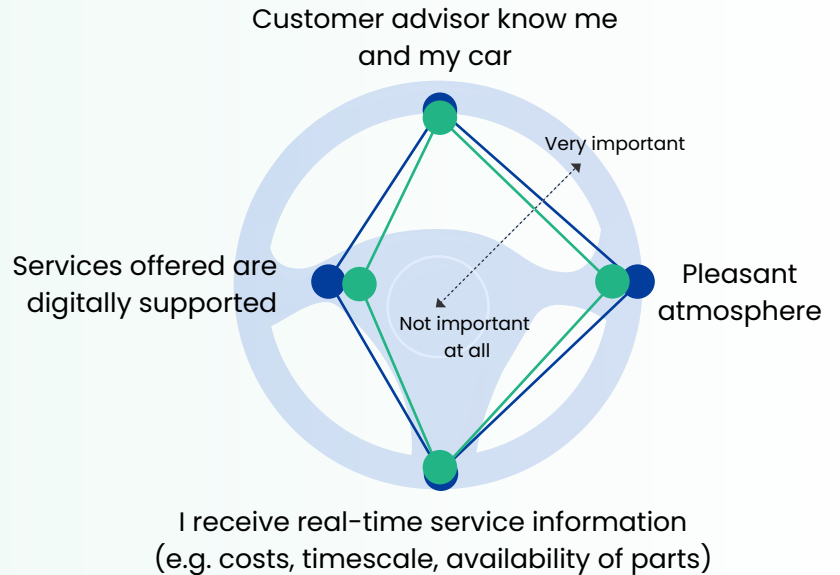 Customer advisor know me
and my car
Very important
Services offered are
digitally supported
Pleasant
atmosphere
Not important
at all
I receive real-time service information
(e.g. costs, timescale, availability of parts)